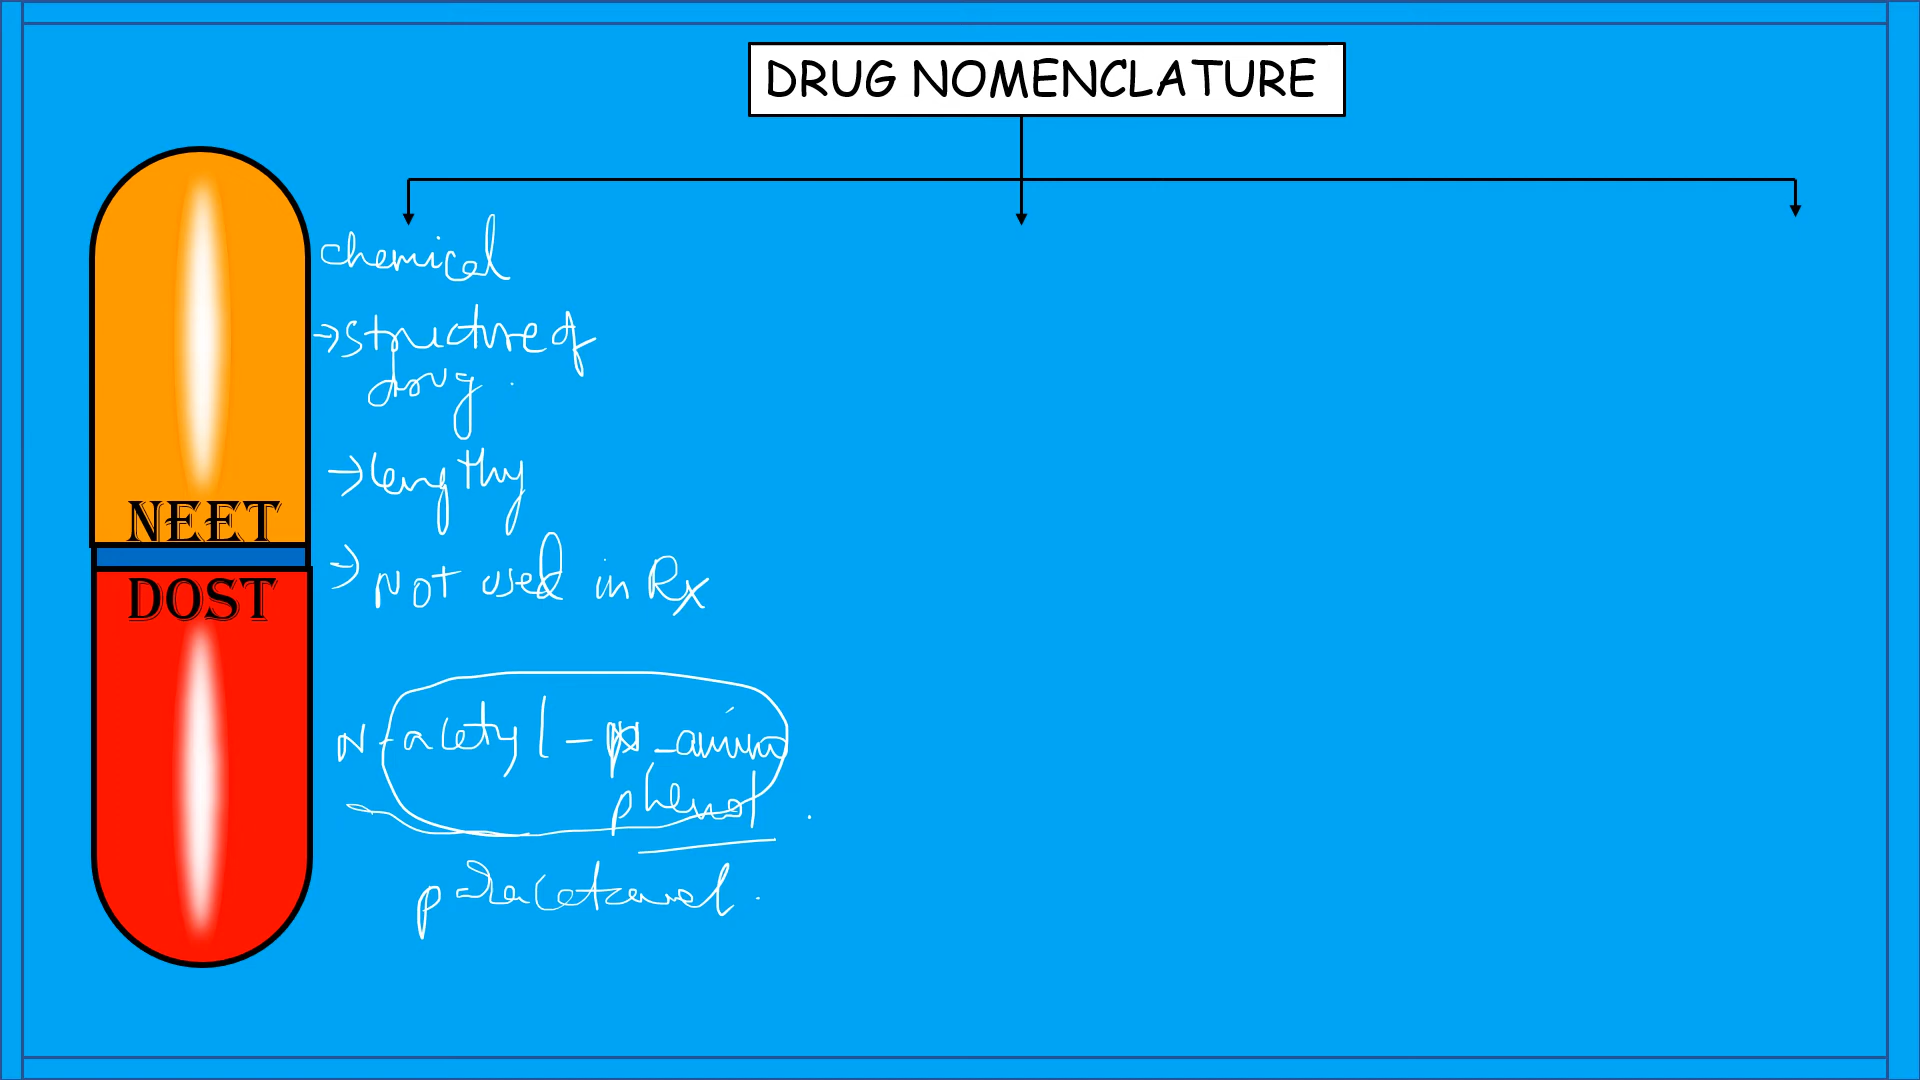 DRUG NOMENCLATURE
chemical
→ structure of
drug.
→ lengthy
→ Not used in Rx
NEET
DOST
N-acetyl-p-amino
phenol.
paracetamol.